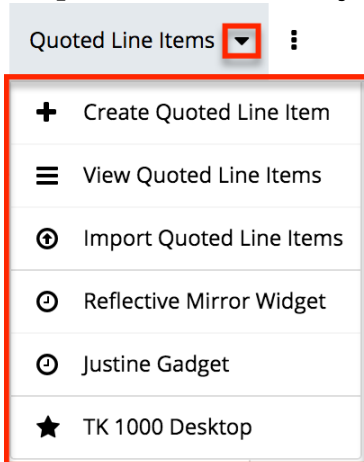 Quoted Line Items
Create Quoted Line Item
View Quoted Line Items
Import Quoted Line Items
Reflective Mirror Widget
Justine Gadget
TK 1000 Desktop